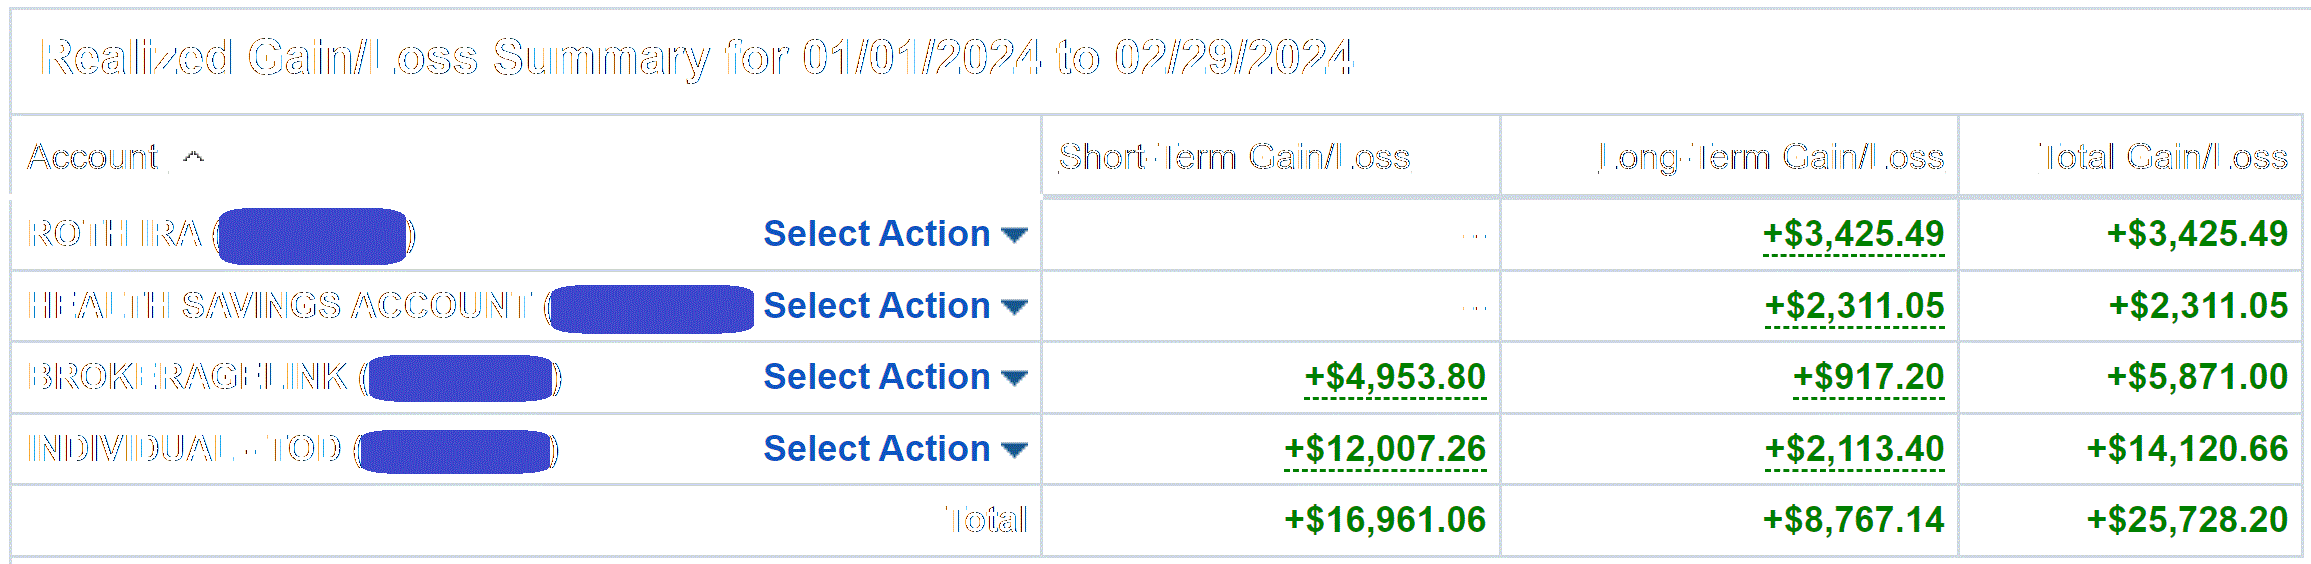 Realized Gain/Loss Summary for 01/01/2024 to 02/29/2024
Account Short-Term Gain/Loss Long-Term Gain/Loss Total Gain/Loss
ROTH IRA ( ) Select Action -- +$3,425.49 +$3,425.49
HEALTH SAVINGS ACCOUNT ( Select Action -- +$2,311.05 +$2,311.05
BROKERAGELINK ( ) Select Action +$4,953.80 +$917.20 +$5,871.00
INDIVIDUAL - TOD ( ) Select Action +$12,007.26 +$2,113.40 +$14,120.66
Total +$16,961.06 +$8,767.14 +$25,728.20